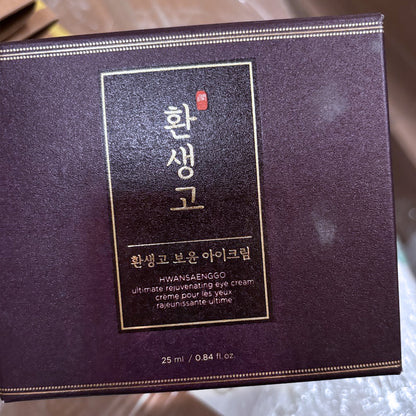 환생고
환생고 보윤 아이크림
HWANSAENGGO
ultimate rejuvenating eye cream
crème pour les yeux
rajeunissante ultime
25 ml / 0.84 fl.oz.